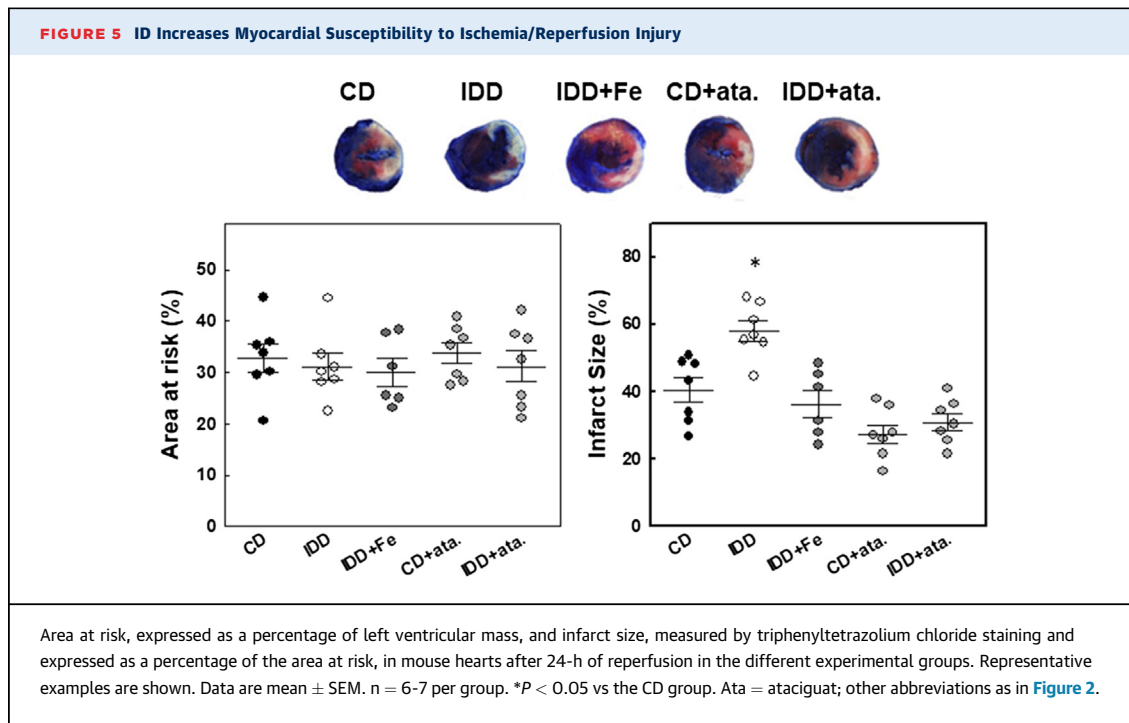 FIGURE 5 ID Increases Myocardial Susceptibility to Ischemia/Reperfusion Injury
CD IDD IDD+Fe CD+ata. IDD+ata.
Area at risk (%)
50
40
30
20
10
0
CD IDD IDD+Fe CD+ata. IDD+ata.
Infarct Size (%)
80
60
40
20
0
*
CD IDD IDD+Fe CD+ata. IDD+ata.
Area at risk, expressed as a percentage of left ventricular mass, and infarct size, measured by triphenyltetrazolium chloride staining and
expressed as a percentage of the area at risk, in mouse hearts after 24-h of reperfusion in the different experimental groups. Representative
examples are shown. Data are mean ± SEM. n = 6-7 per group. *P < 0.05 vs the CD group. Ata = ataciguat; other abbreviations as in Figure 2.